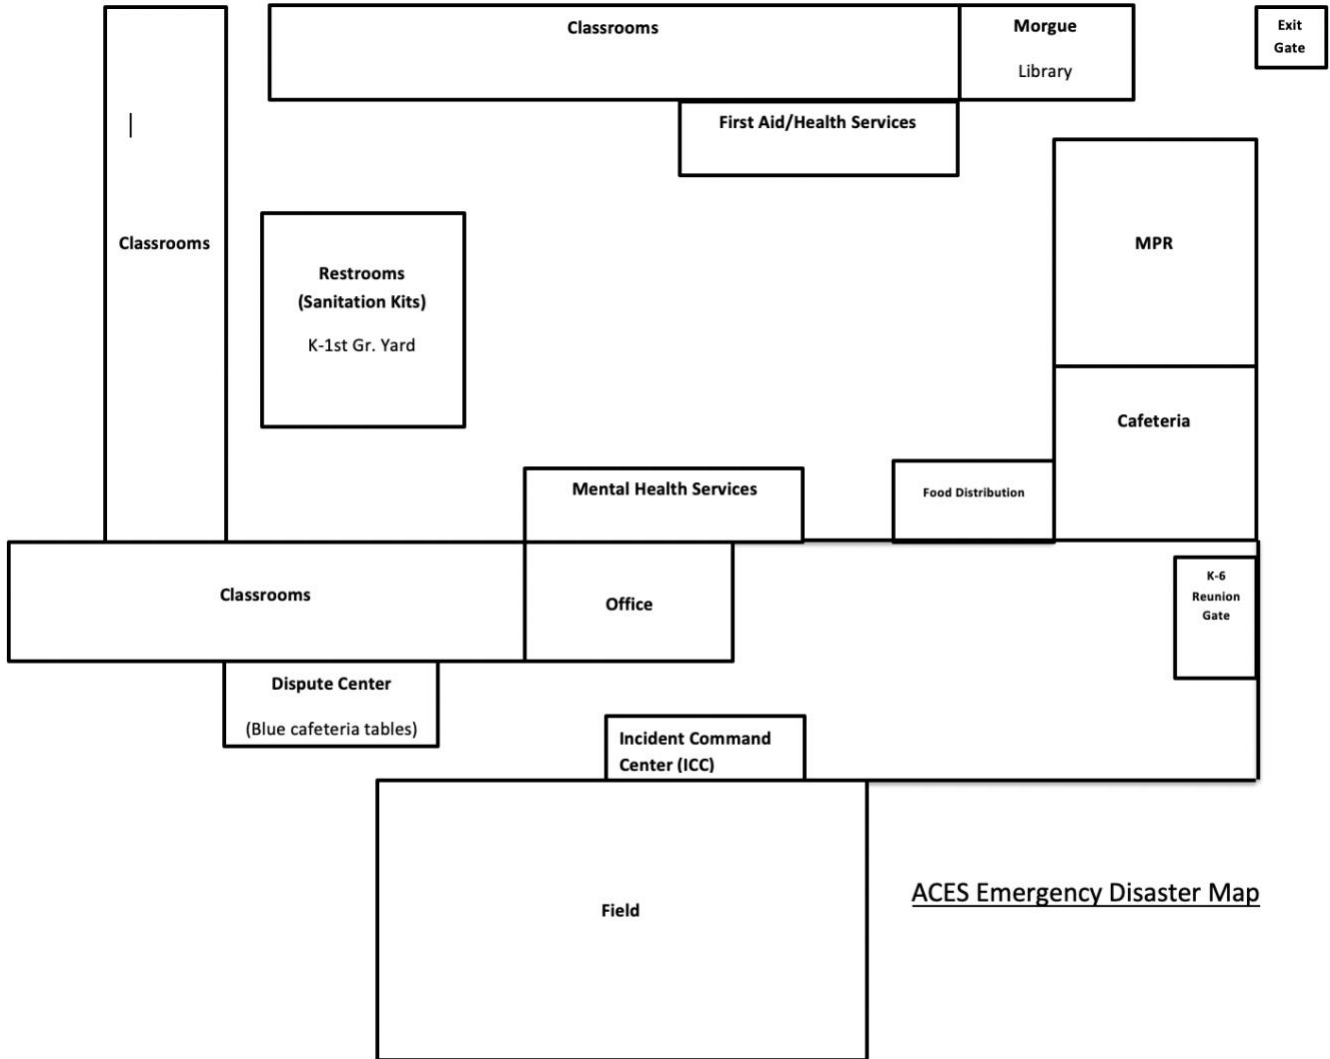 Classrooms
Morgue
Library
Exit
Gate
First Aid/Health Services
Classrooms
MPR
Restrooms
(Sanitation Kits)
K-1st Gr. Yard
Cafeteria
Mental Health Services
Food Distribution
Classrooms
Office
K-6
Reunion
Gate
Dispute Center
(Blue cafeteria tables)
Incident Command
Center (ICC)
Field
ACES Emergency Disaster Map